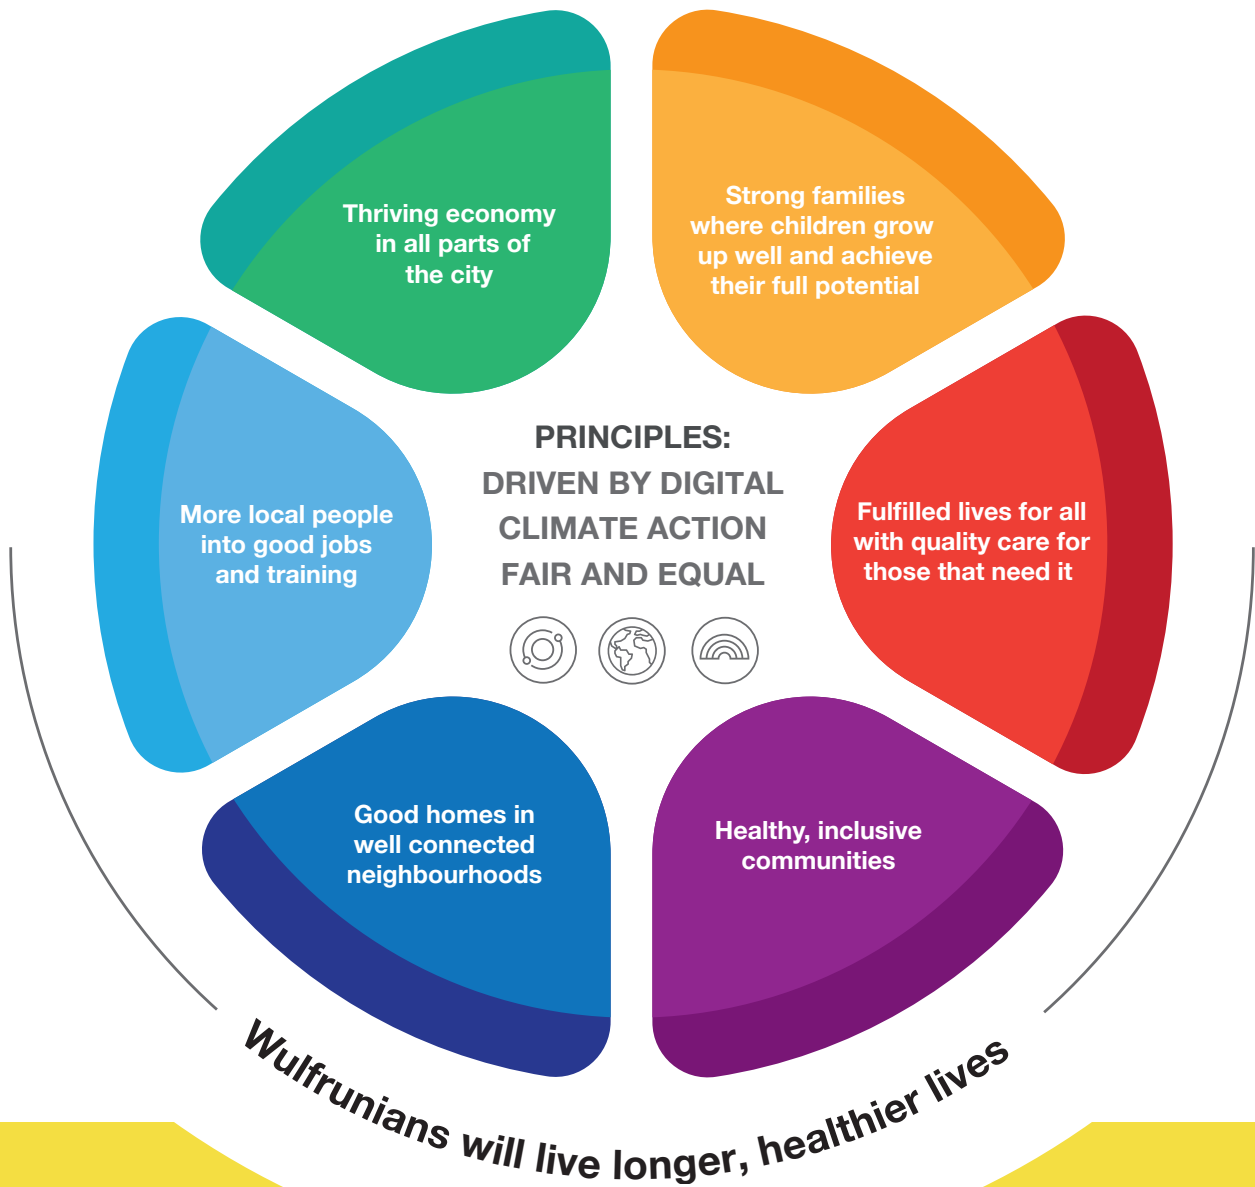 Thriving economy
in all parts of
the city
Strong families
where children grow
up well and achieve
their full potential
More local people
into good jobs
and training
PRINCIPLES:
DRIVEN BY DIGITAL
CLIMATE ACTION
FAIR AND EQUAL
Fulfilled lives for all
with quality care for
those that need it
Good homes in
well connected
neighbourhoods
Healthy, inclusive
communities
Wulfrunians will live longer, healthier lives